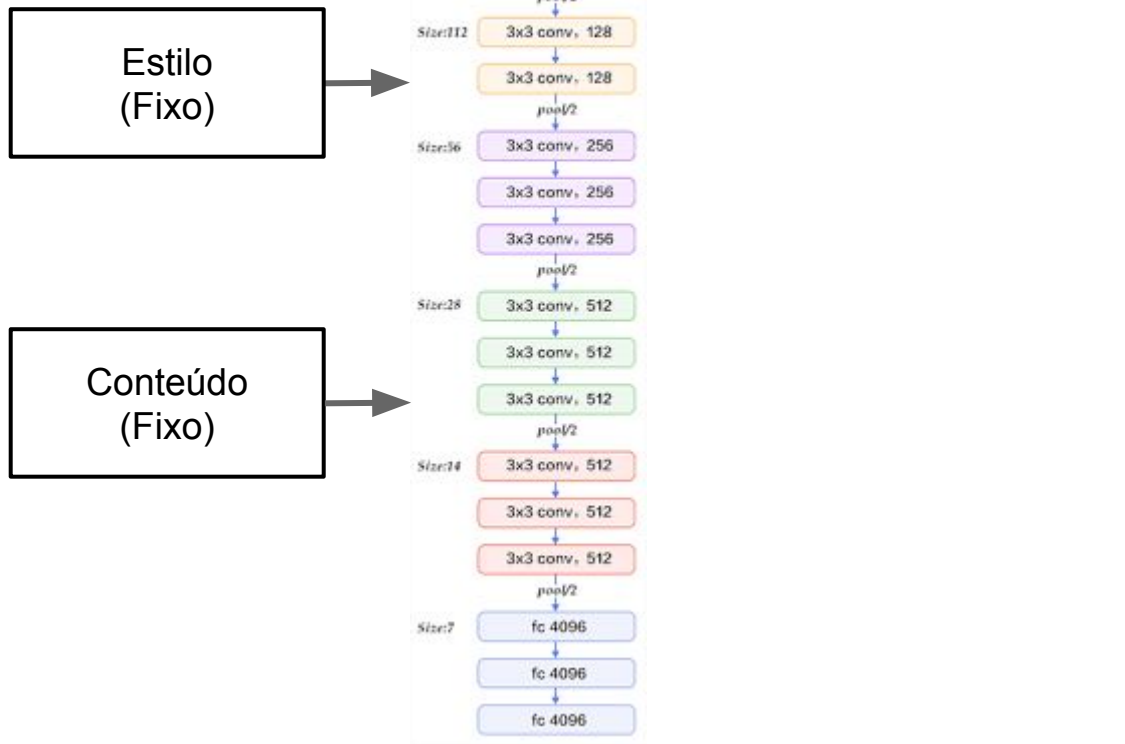 pool/2
Size:112
3x3 conv, 128
Estilo
(Fixo)
3x3 conv, 128
pool/2
Size:56
3x3 conv, 256
3x3 conv, 256
3x3 conv, 256
pool/2
Size:28
3x3 conv, 512
3x3 conv, 512
Conteúdo
(Fixo)
3x3 conv, 512
pool/2
Size:14
3x3 conv, 512
3x3 conv, 512
3x3 conv, 512
pool/2
Size:7
fc 4096
fc 4096
fc 4096